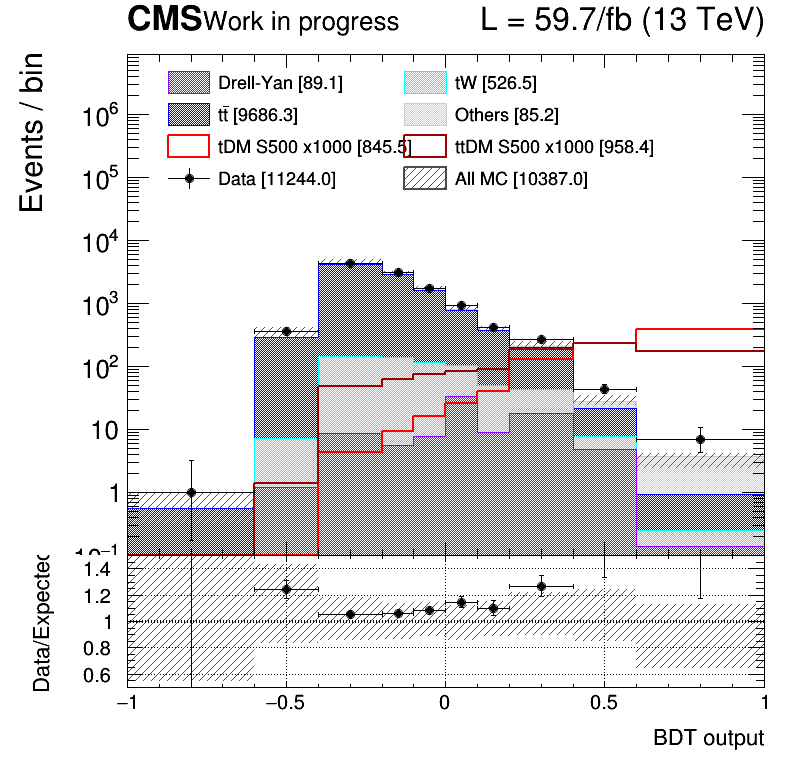 CMS Work in progress L = 59.7/fb (13 TeV)
Events / bin
Drell-Yan [89.1] tW [526.5]
tt̄ [9686.3] Others [85.2]
tDM S500 x1000 [845.5] ttDM S500 x1000 [958.4]
Data [11244.0] All MC [10387.0]
10⁶
10⁵
10⁴
10³
10²
10
1
10⁻¹
Data/Expected
1.4
1.2
1
0.8
0.6
−1 −0.5 0 0.5 1
BDT output